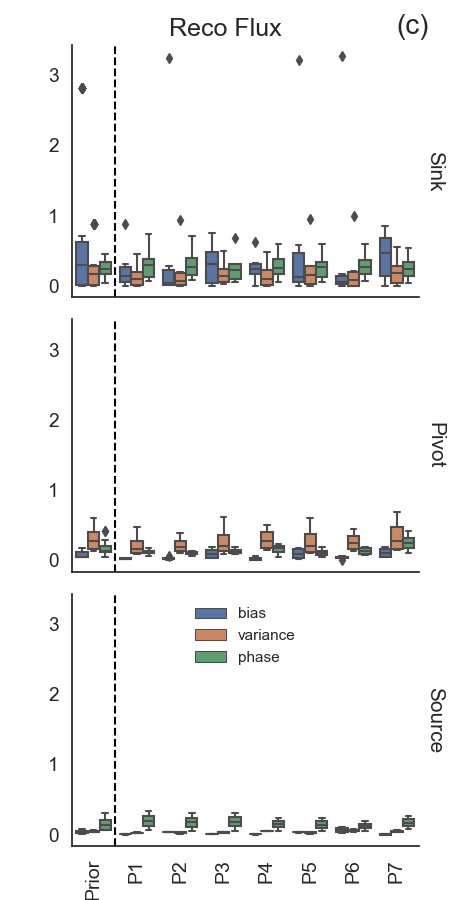 Reco Flux
(c)
3
2
1
0
Sink
3
2
1
0
Pivot
3
2
1
0
Source
bias
variance
phase
Prior
P1
P2
P3
P4
P5
P6
P7